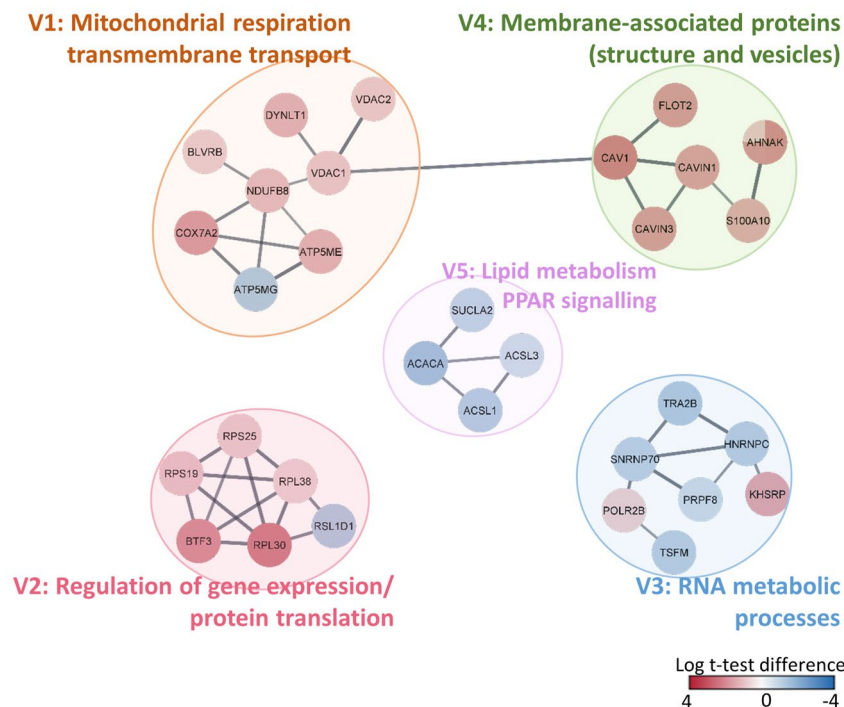 V1: Mitochondrial respiration
transmembrane transport
V4: Membrane-associated proteins
(structure and vesicles)
VDAC2
DYNLT1
BLVRB
VDAC1
NDUFB8
COX7A2
ATP5ME
ATP5MG
FLOT2
AHNAK
CAV1
CAVIN1
S100A10
CAVIN3
V5: Lipid metabolism
PPAR signalling
SUCLA2
ACACA
ACSL3
ACSL1
RPS25
RPS19
RPL38
RSL1D1
BTF3
RPL30
V2: Regulation of gene expression/
protein translation
TRA2B
HNRNPC
SNRNP70
KHSRP
PRPF8
POLR2B
TSFM
V3: RNA metabolic
processes
Log t-test difference
4 0 -4